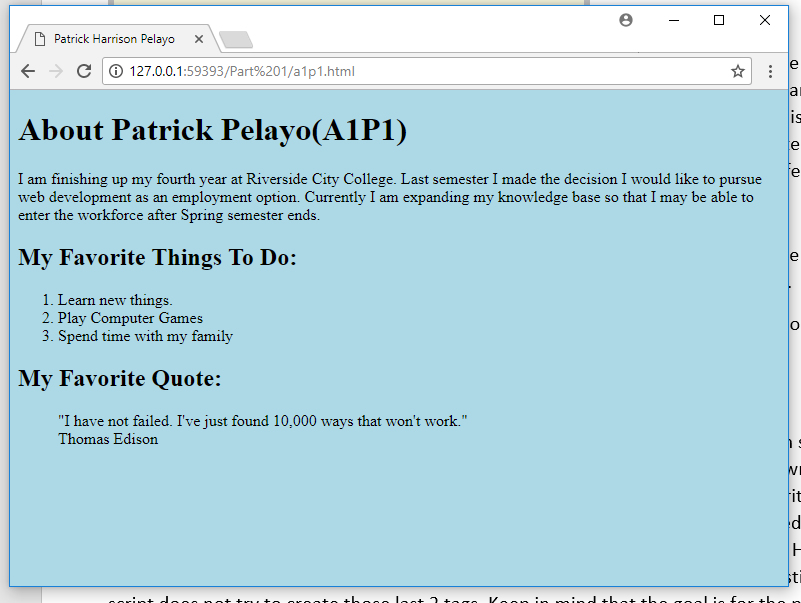 Patrick Harrison Pelayo
127.0.0.1:59393/Part%201/a1p1.html
About Patrick Pelayo(A1P1)
I am finishing up my fourth year at Riverside City College. Last semester I made the decision I would like to pursue
web development as an employment option. Currently I am expanding my knowledge base so that I may be able to
enter the workforce after Spring semester ends.
My Favorite Things To Do:
1. Learn new things.
2. Play Computer Games
3. Spend time with my family
My Favorite Quote:
"I have not failed. I've just found 10,000 ways that won't work."
Thomas Edison
script does not try to create those last 2 tags. Keep in mind that the goal is for the